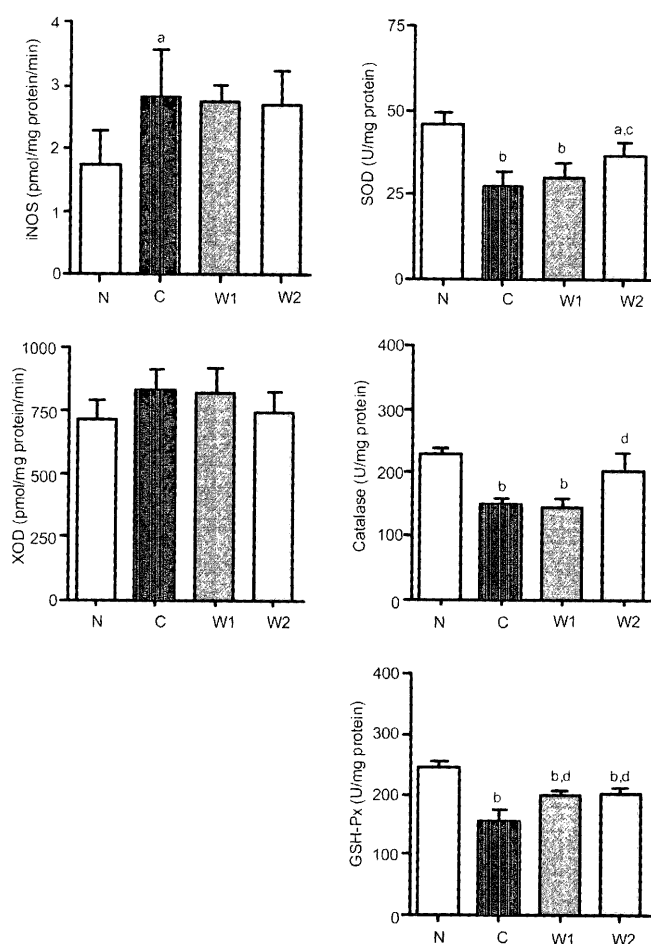 iNOS (pmol/mg protein/min)
4
3
2
1
0
a
N C W1 W2
SOD (U/mg protein)
75
50
25
0
b b a,c
N C W1 W2
XOD (pmol/mg protein/min)
1000
750
500
250
0
N C W1 W2
Catalase (U/mg protein)
400
300
200
100
0
b b d
N C W1 W2
GSH-Px (U/mg protein)
400
300
200
100
0
b b,d b,d
N C W1 W2